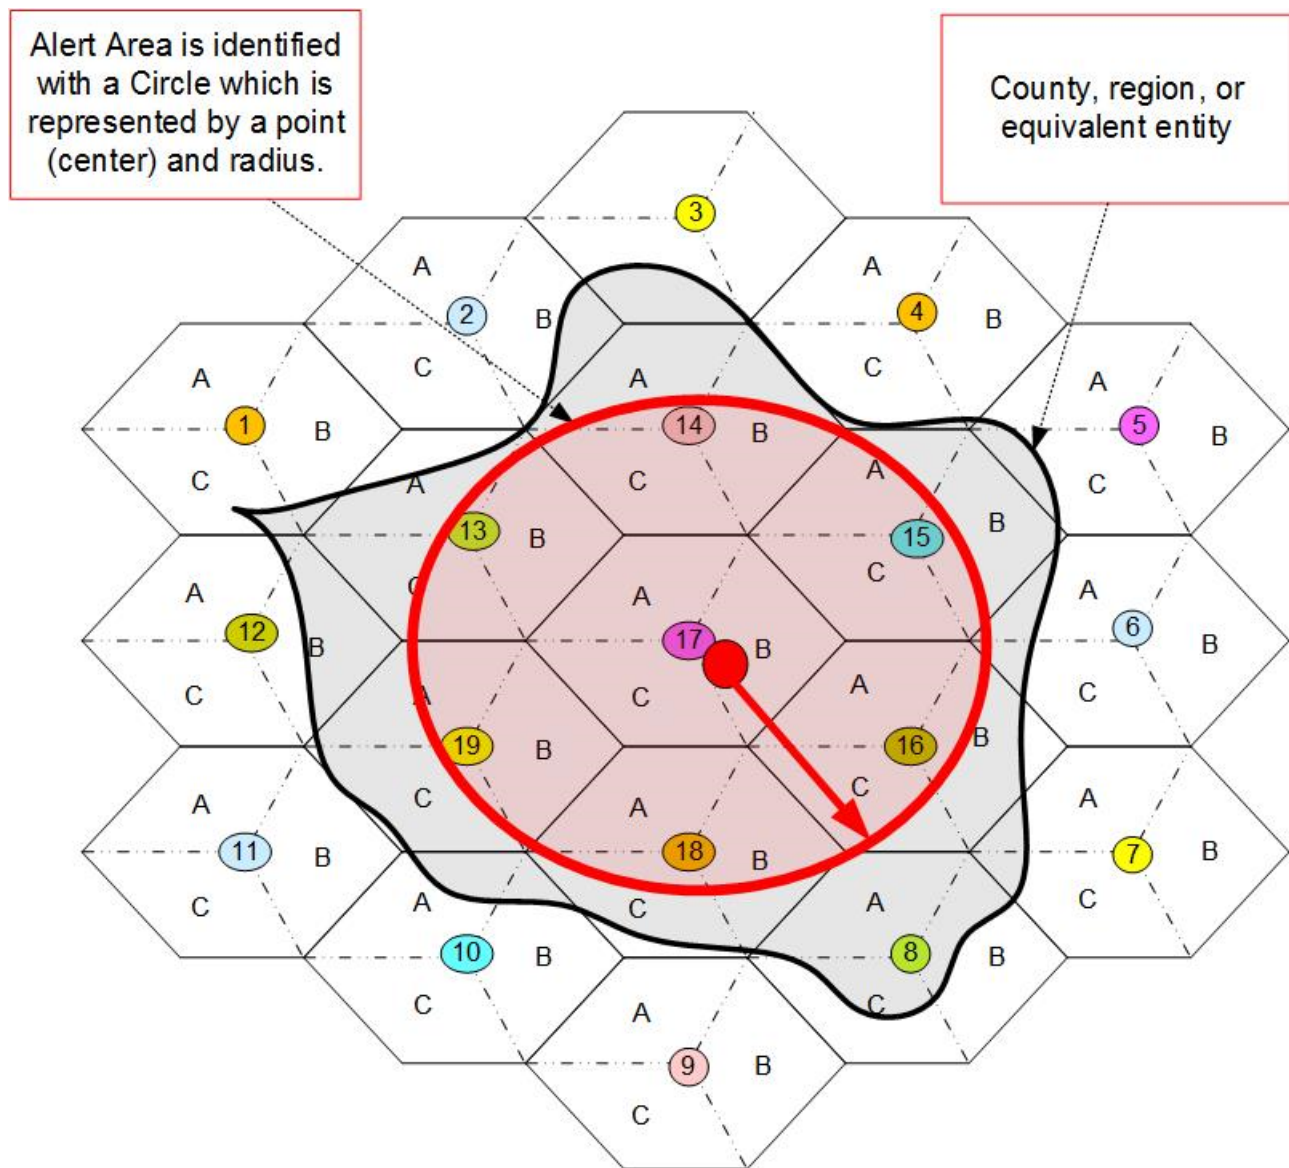 Alert Area is identified
with a Circle which is
represented by a point
(center) and radius.
County, region, or
equivalent entity
3
A
2
B
C
A
4
B
C
A
1
B
C
A
5
B
C
A
14
B
C
A
13
B
C
A
15
B
C
A
12
B
C
A
17
B
C
6
B
A
C
A
19
B
C
A
16
B
C
A
11
B
C
A
18
B
C
A
7
B
C
A
10
B
C
A
8
B
C
A
9
B
C